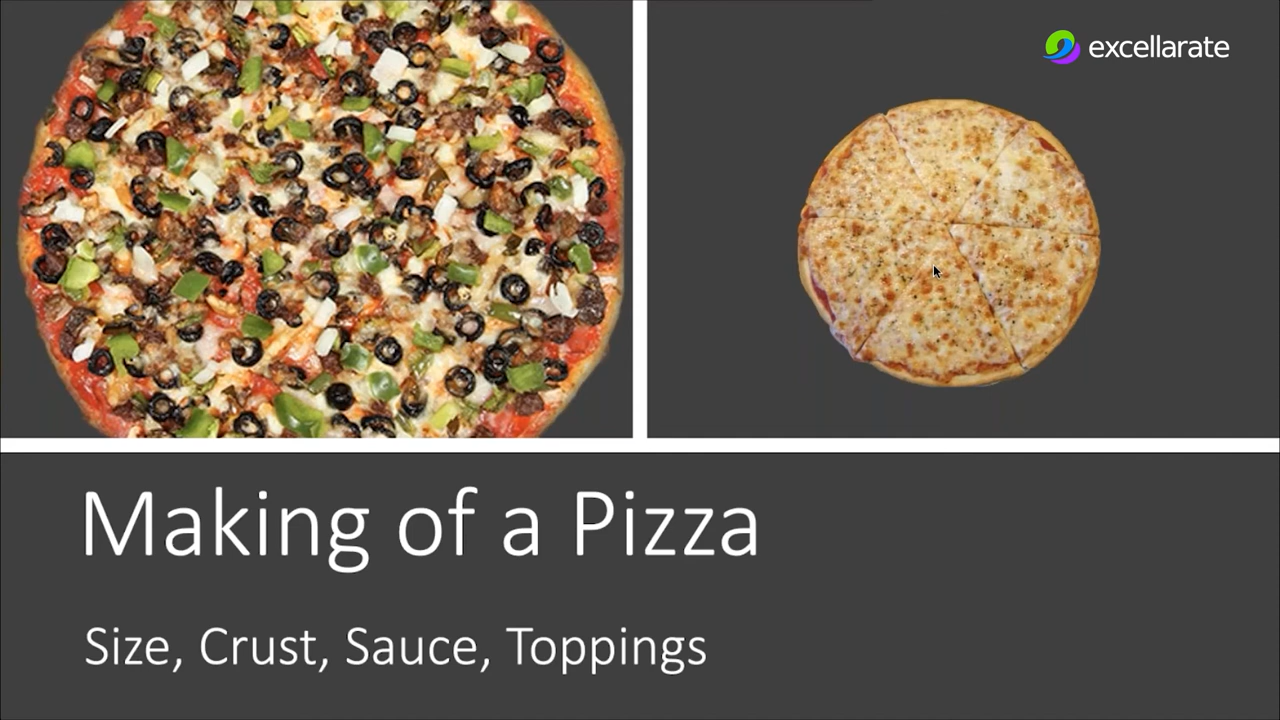 excellarate
Making of a Pizza
Size, Crust, Sauce, Toppings